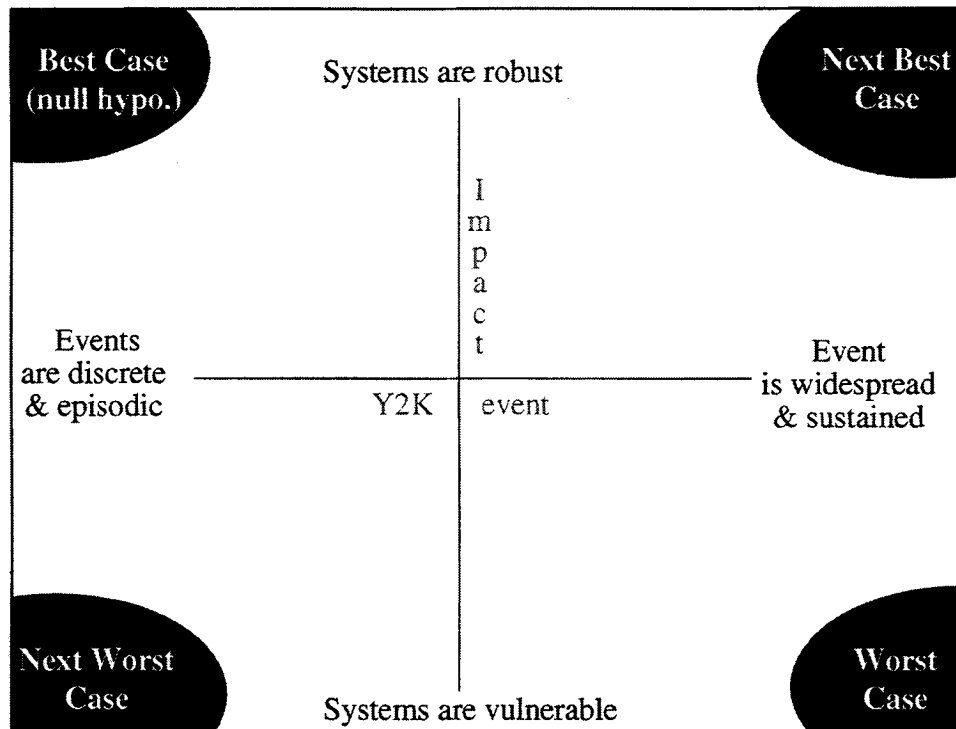 Best Case
(null hypo.)
Systems are robust
Next Best
Case
I
m
p
a
c
t
Events
are discrete
& episodic
Event
is widespread
& sustained
Y2K event
Next Worst
Case
Systems are vulnerable
Worst
Case